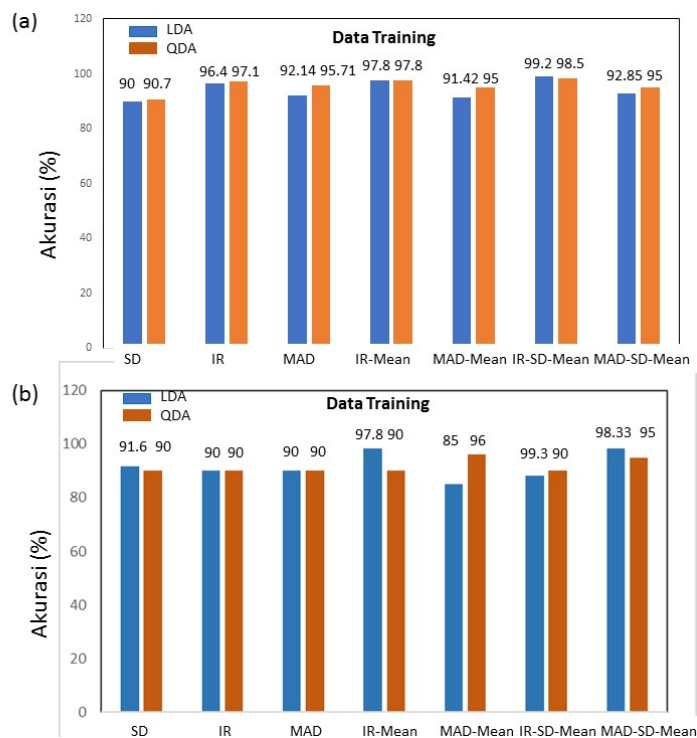 (a)
120
LDA
QDA
Data Training
90 90.7
96.4 97.1
92.14 95.71
97.8 97.8
91.42 95
99.2 98.5
92.85 95
100
80
60
40
20
0
Akurasi (%)
SD IR MAD IR-Mean MAD-Mean IR-SD-Mean MAD-SD-Mean
(b)
120
LDA
QDA
Data Training
91.6 90
90 90
90 90
97.8 90
85 96
99.3 90
98.33 95
100
80
60
40
20
0
Akurasi (%)
SD IR MAD IR-Mean MAD-Mean IR-SD-Mean MAD-SD-Mean